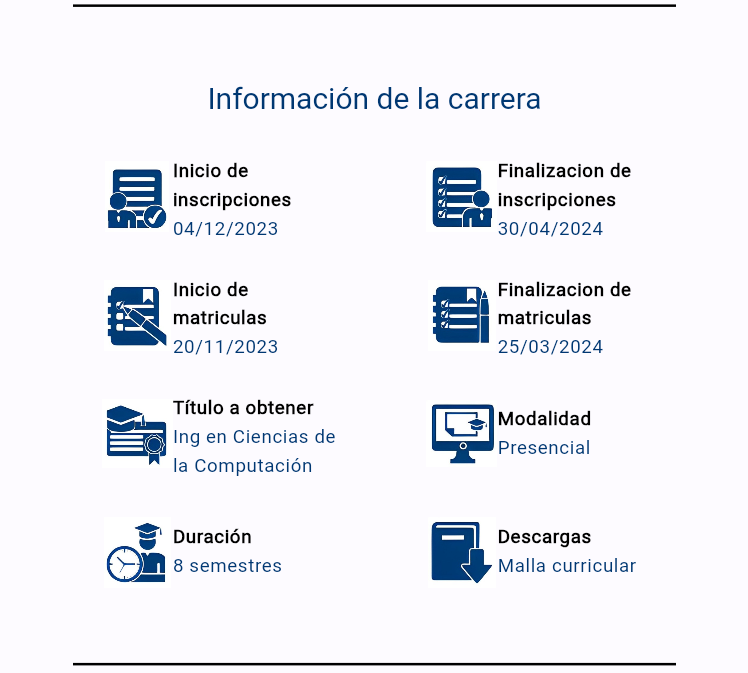 Información de la carrera
Inicio de
inscripciones
04/12/2023
Finalizacion de
inscripciones
30/04/2024
Inicio de
matriculas
20/11/2023
Finalizacion de
matriculas
25/03/2024
Título a obtener
Ing en Ciencias de
la Computación
Modalidad
Presencial
Duración
8 semestres
Descargas
Malla curricular